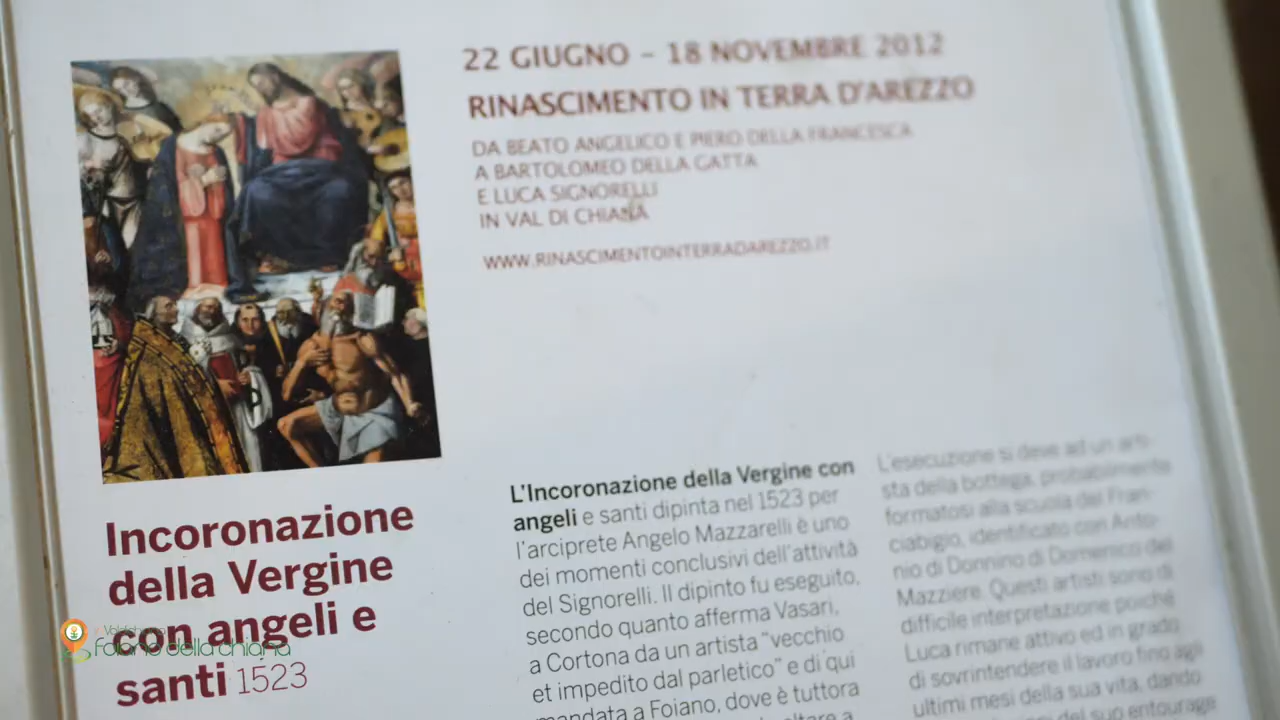 22 GIUGNO – 18 NOVEMBRE 2012
RINASCIMENTO IN TERRA D'AREZZO
DA BEATO ANGELICO E PIERO DELLA FRANCESCA
A BARTOLOMEO DELLA GATTA
E LUCA SIGNORELLI
IN VAL DI CHIANA
WWW.RINASCIMENTOINTERRADAREZZO.IT
Incoronazione
della Vergine
con angeli e
santi 1523
Foiano della chiana
L'Incoronazione della Vergine con
angeli e santi dipinta nel 1523 per
l'arciprete Angelo Mazzarelli è uno
dei momenti conclusivi dell'attività
del Signorelli. Il dipinto fu eseguito,
secondo quanto afferma Vasari,
a Cortona da un artista "vecchio
et impedito dal parletico" e di qui
mandata a Foiano, dove è tuttora
L'esecuzione si deve ad un arti-
sta della bottega, probabilmente
formatosi alla scuola del Fran-
ciabigio, identificato con Anto-
nio di Donnino di Domenico del
Mazziere. Questi artisti sono di
difficile interpretazione poiché
Luca rimane attivo ed in grado
di sovrintendere il lavoro fino agli
ultimi mesi della sua vita, dando
del suo entourage